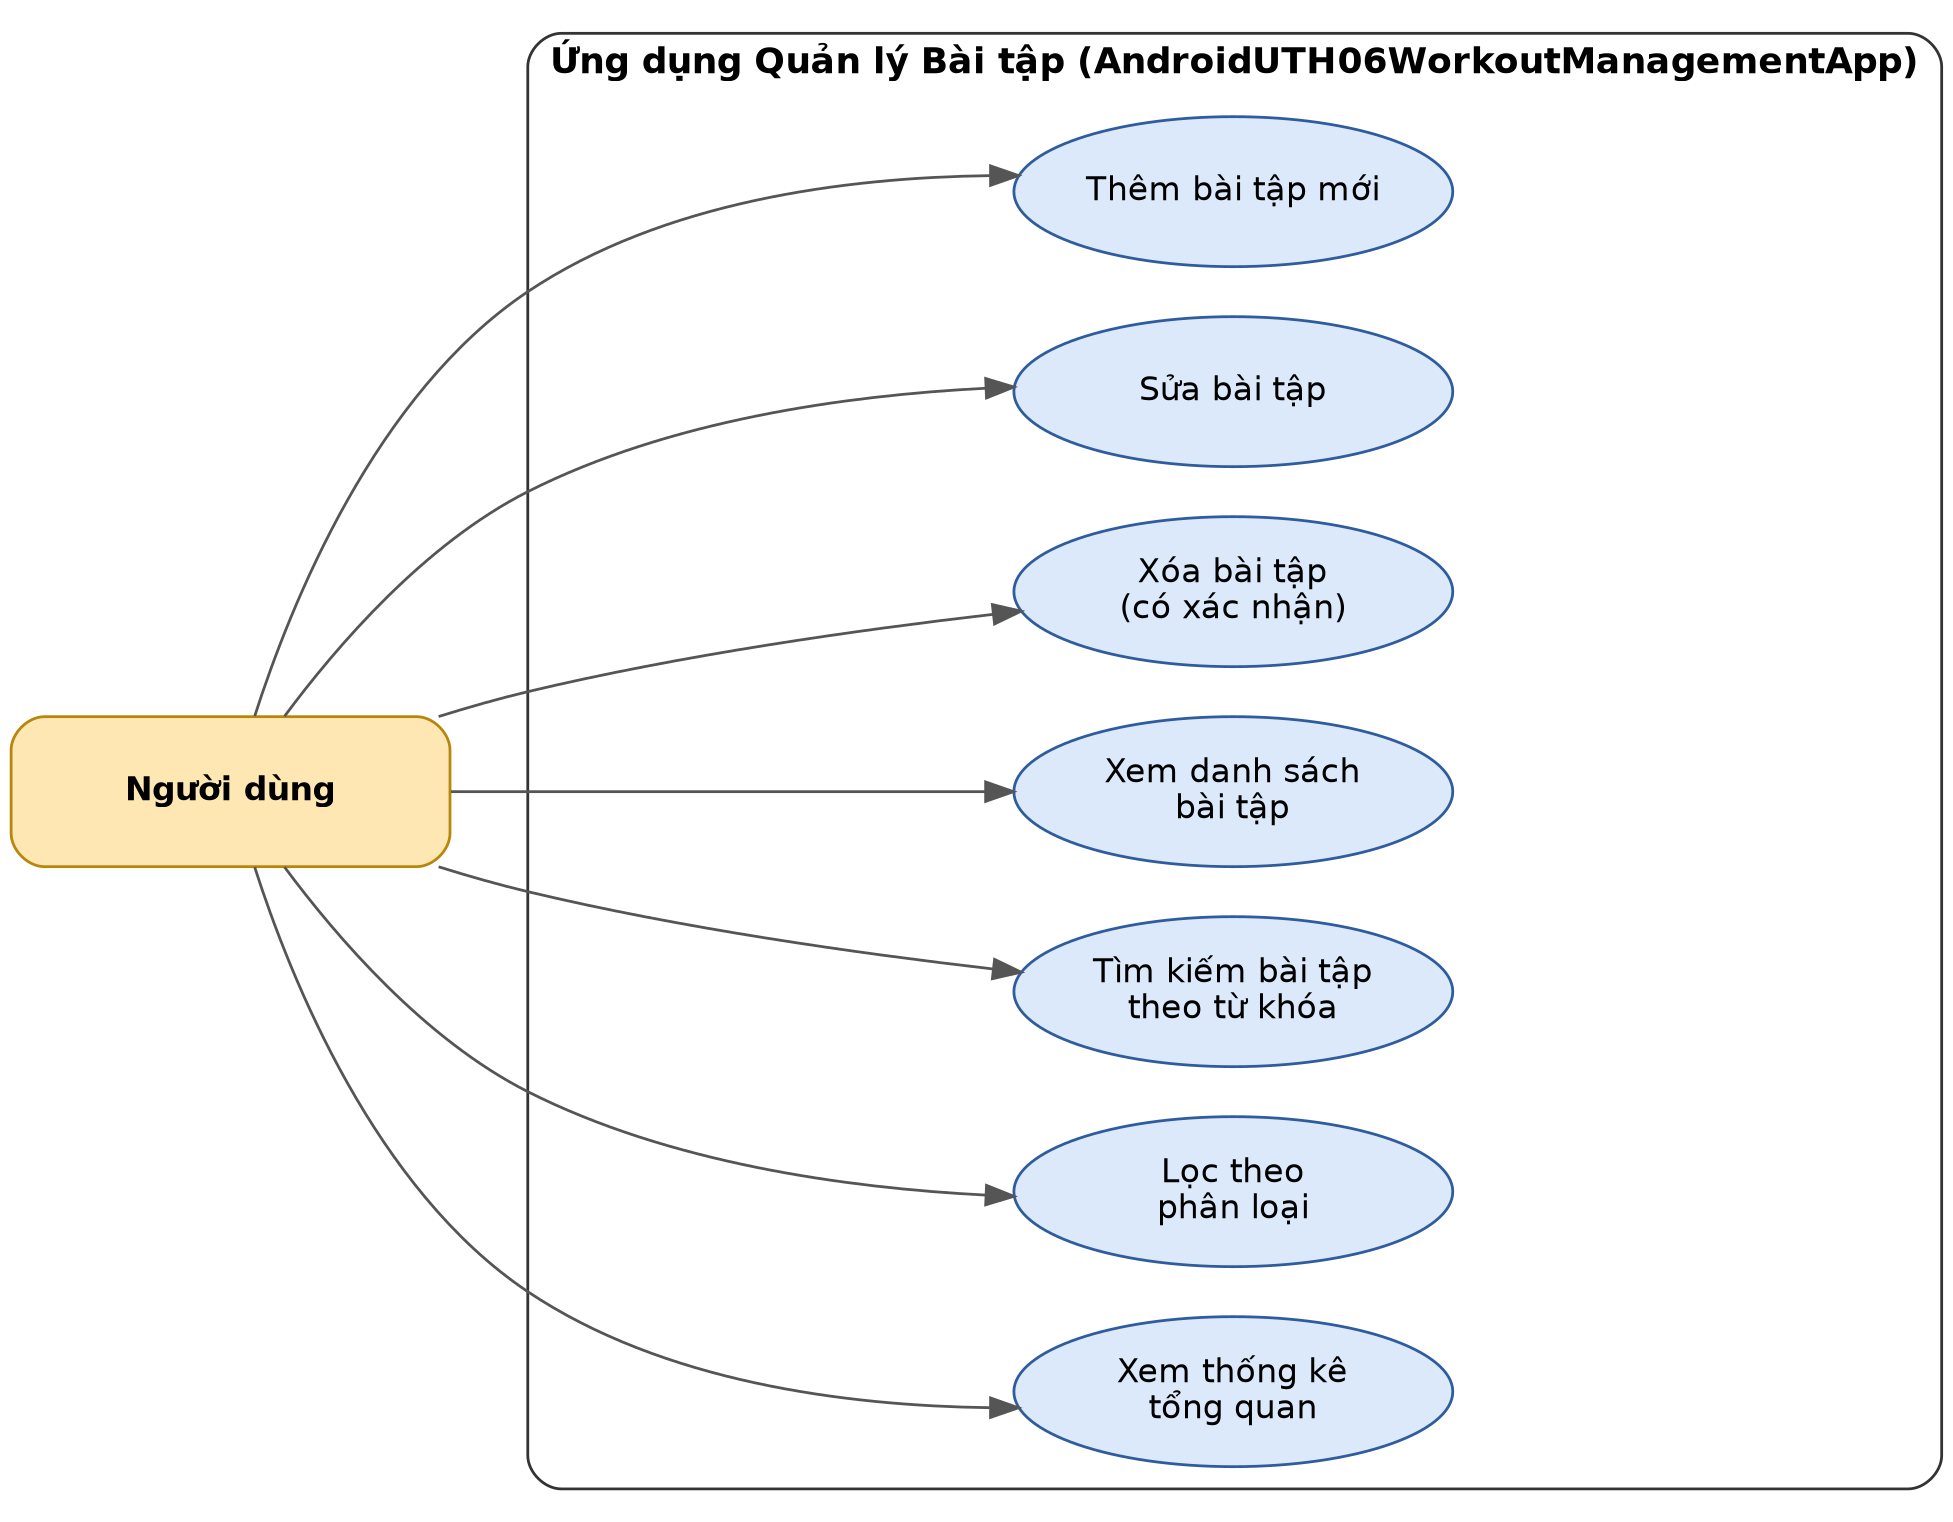 Ứng dụng Quản lý Bài tập (AndroidUTH06WorkoutManagementApp)
Thêm bài tập mới
Sửa bài tập
Xóa bài tập
(có xác nhận)
Người dùng
Xem danh sách
bài tập
Tìm kiếm bài tập
theo từ khóa
Lọc theo
phân loại
Xem thống kê
tổng quan